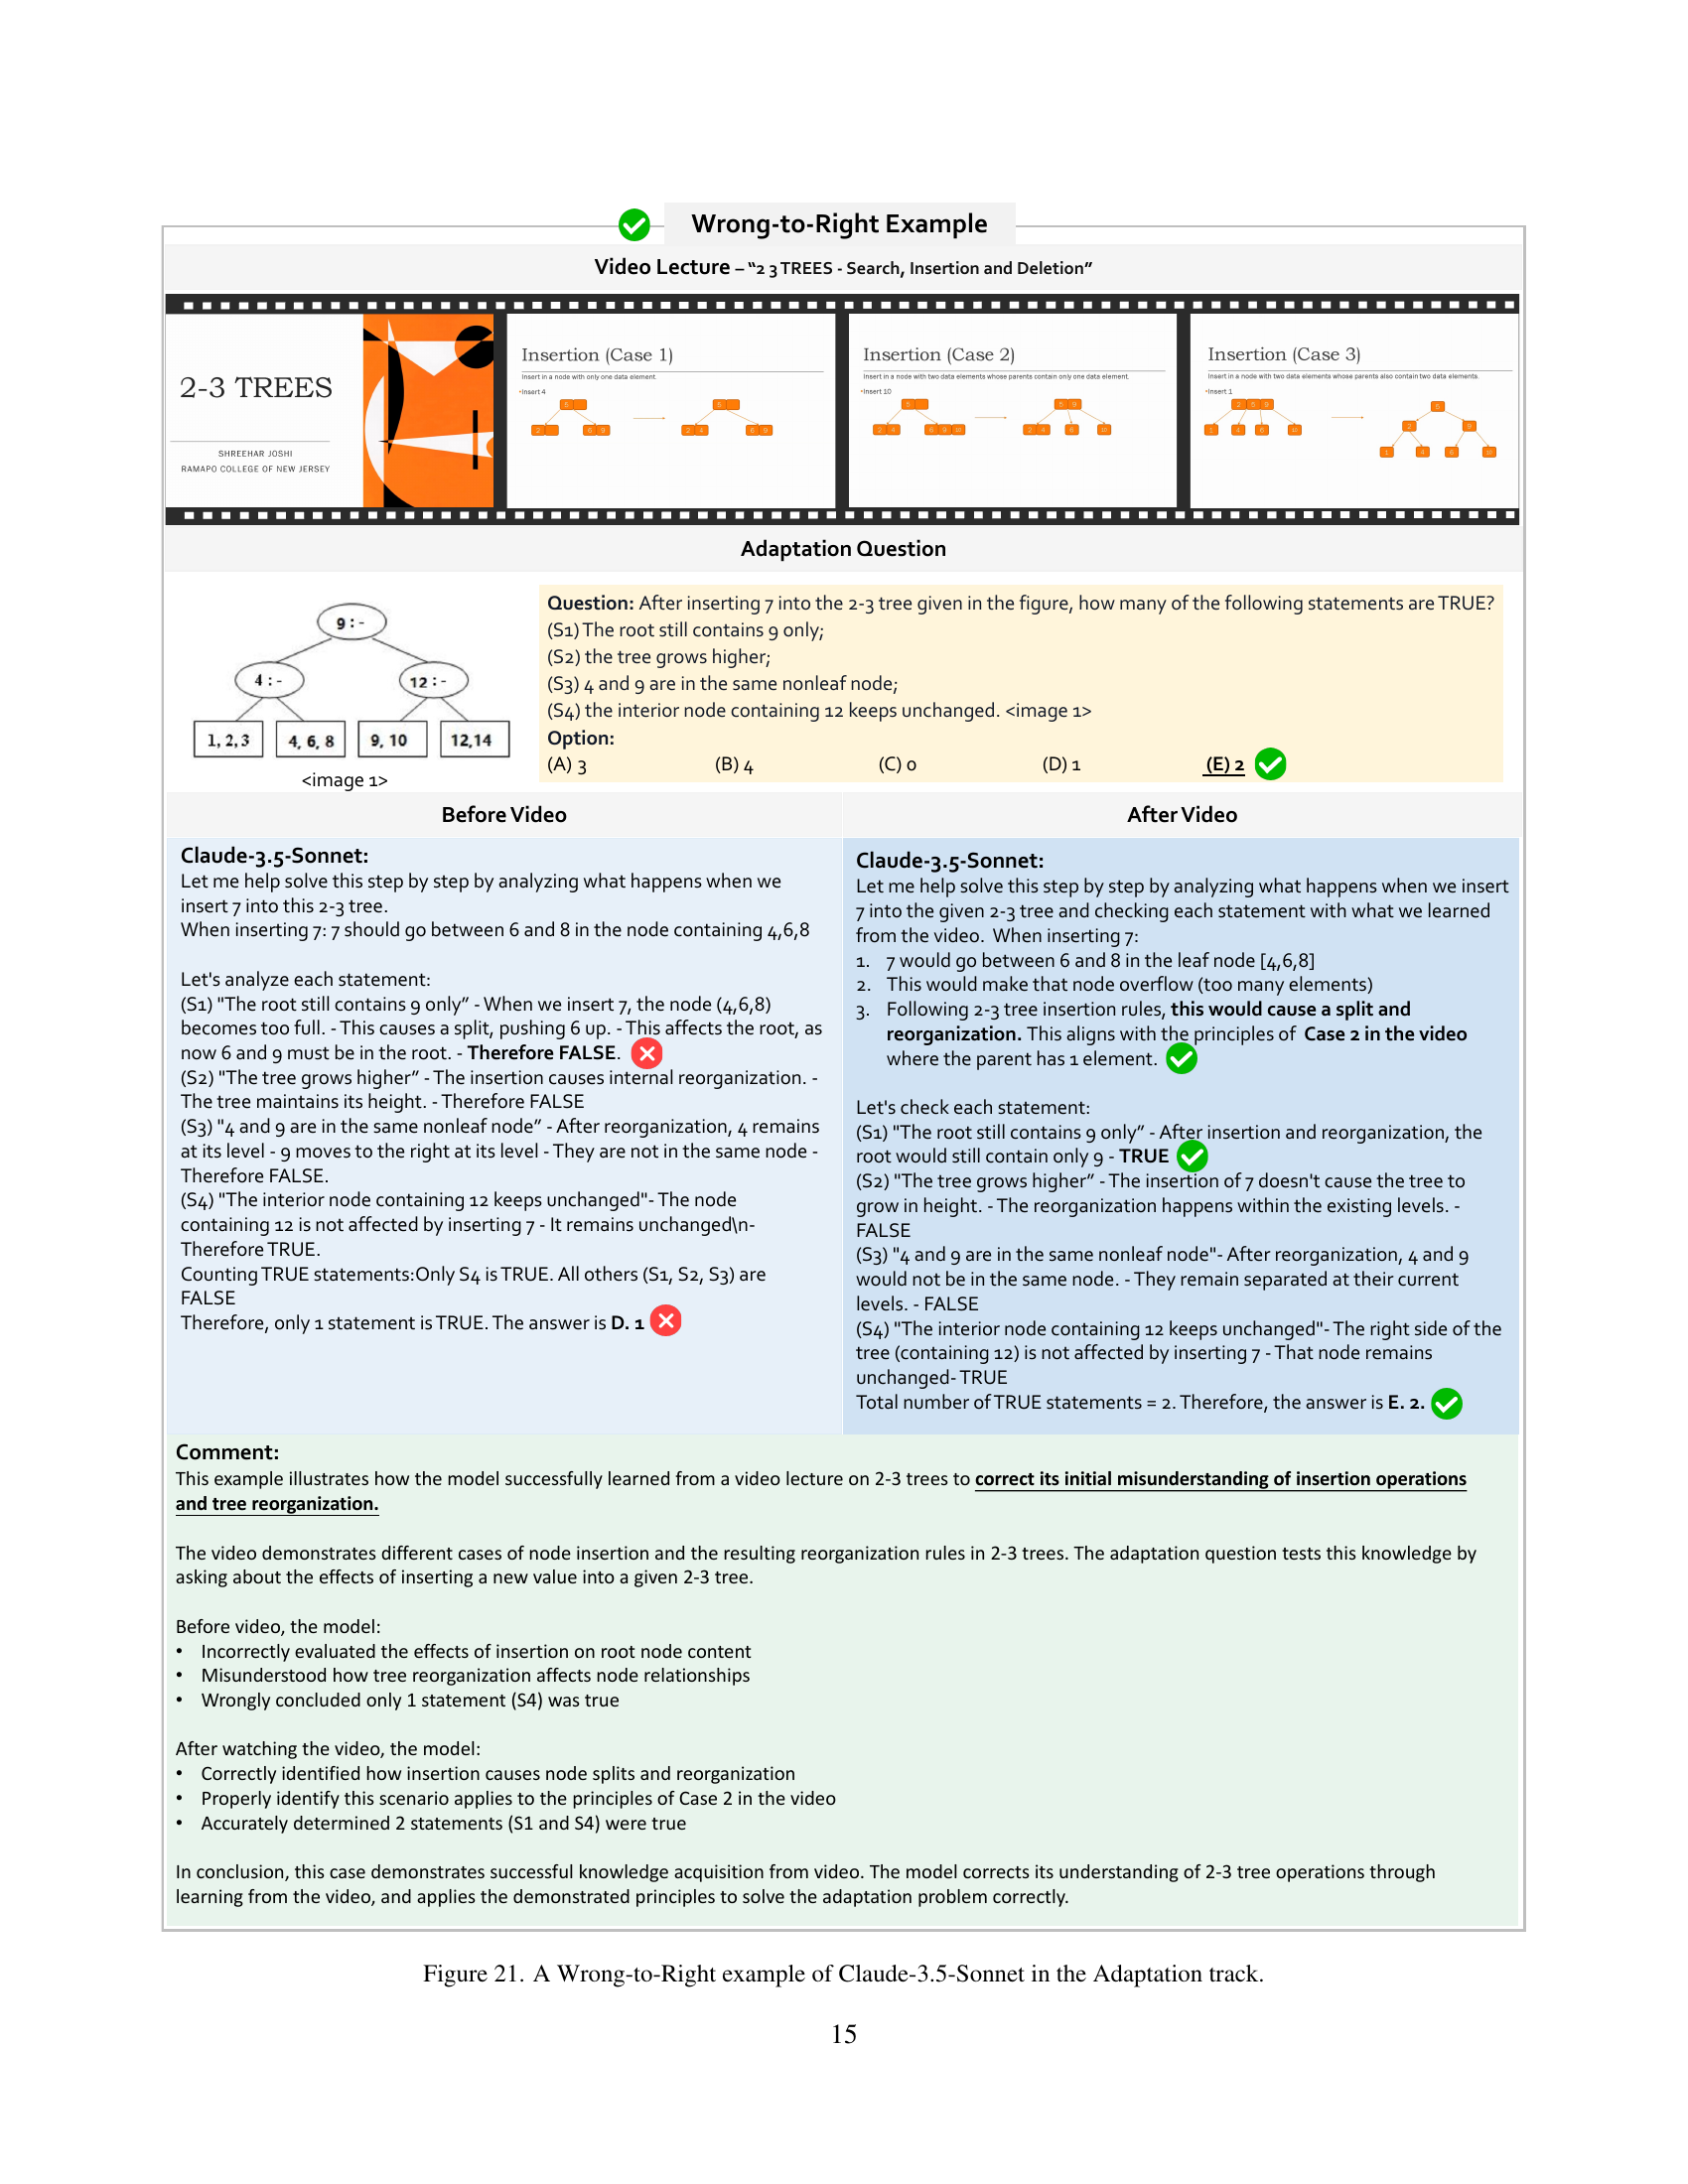 Wrong-to-Right Example
Video Lecture – “2 3 TREES - Search, Insertion and Deletion”
2-3 TREES
SHREEHAR JOSHI
RAMAPO COLLEGE OF NEW JERSEY
Insertion (Case 1)
Insert in a node with only one data element
•Insert 4
5
2
6 9
5
2 4
6 9
Insertion (Case 2)
Insert in a node with two data elements whose parents contain only one data element.
•Insert 10
5
2 4
6 9 10
5 9
2 4
6
10
Insertion (Case 3)
Insert in a node with two data elements whose parents also contain two data elements.
•Insert 1
5 9
1
4
6
10
5
2
9
1
4
6
10
Adaptation Question
9 : -
4 : -
12 : -
1, 2, 3
4, 6, 8
9, 10
12,14
<image 1>
Question: After inserting 7 into the 2-3 tree given in the figure, how many of the following statements are TRUE?
(S1) The root still contains 9 only;
(S2) the tree grows higher;
(S3) 4 and 9 are in the same nonleaf node;
(S4) the interior node containing 12 keeps unchanged. <image 1>
Option:
(A) 3 (B) 4 (C) 0 (D) 1 (E) 2
Before Video
Claude-3.5-Sonnet:
Let me help solve this step by step by analyzing what happens when we
insert 7 into this 2-3 tree.
When inserting 7: 7 should go between 6 and 8 in the node containing 4,6,8
Let's analyze each statement:
(S1) "The root still contains 9 only” - When we insert 7, the node (4,6,8)
becomes too full. - This causes a split, pushing 6 up. - This affects the root, as
now 6 and 9 must be in the root. - Therefore FALSE.
(S2) "The tree grows higher” - The insertion causes internal reorganization. -
The tree maintains its height. - Therefore FALSE
(S3) "4 and 9 are in the same nonleaf node” - After reorganization, 4 remains
at its level - 9 moves to the right at its level - They are not in the same node -
Therefore FALSE.
(S4) "The interior node containing 12 keeps unchanged"- The node
containing 12 is not affected by inserting 7 - It remains unchanged\n-
Therefore TRUE.
Counting TRUE statements:Only S4 is TRUE. All others (S1, S2, S3) are
FALSE
Therefore, only 1 statement is TRUE. The answer is D. 1
After Video
Claude-3.5-Sonnet:
Let me help solve this step by step by analyzing what happens when we insert
7 into the given 2-3 tree and checking each statement with what we learned
from the video. When inserting 7:
1. 7 would go between 6 and 8 in the leaf node [4,6,8]
2. This would make that node overflow (too many elements)
3. Following 2-3 tree insertion rules, this would cause a split and
reorganization. This aligns with the principles of Case 2 in the video
where the parent has 1 element.
Let's check each statement:
(S1) "The root still contains 9 only” - After insertion and reorganization, the
root would still contain only 9 - TRUE
(S2) "The tree grows higher” - The insertion of 7 doesn't cause the tree to
grow in height. - The reorganization happens within the existing levels. -
FALSE
(S3) "4 and 9 are in the same nonleaf node"- After reorganization, 4 and 9
would not be in the same node. - They remain separated at their current
levels. - FALSE
(S4) "The interior node containing 12 keeps unchanged"- The right side of the
tree (containing 12) is not affected by inserting 7 - That node remains
unchanged- TRUE
Total number of TRUE statements = 2. Therefore, the answer is E. 2.
Comment:
This example illustrates how the model successfully learned from a video lecture on 2-3 trees to correct its initial misunderstanding of insertion operations
and tree reorganization.
The video demonstrates different cases of node insertion and the resulting reorganization rules in 2-3 trees. The adaptation question tests this knowledge by
asking about the effects of inserting a new value into a given 2-3 tree.
Before video, the model:
• Incorrectly evaluated the effects of insertion on root node content
• Misunderstood how tree reorganization affects node relationships
• Wrongly concluded only 1 statement (S4) was true
After watching the video, the model:
• Correctly identified how insertion causes node splits and reorganization
• Properly identify this scenario applies to the principles of Case 2 in the video
• Accurately determined 2 statements (S1 and S4) were true
In conclusion, this case demonstrates successful knowledge acquisition from video. The model corrects its understanding of 2-3 tree operations through
learning from the video, and applies the demonstrated principles to solve the adaptation problem correctly.
Figure 21. A Wrong-to-Right example of Claude-3.5-Sonnet in the Adaptation track.
15